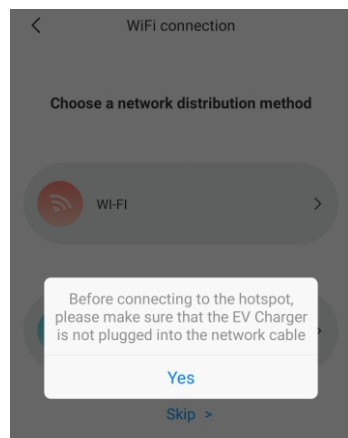 WiFi connection
Choose a network distribution method
WI-FI
Before connecting to the hotspot,
please make sure that the EV Charger
is not plugged into the network cable
Yes
Skip >